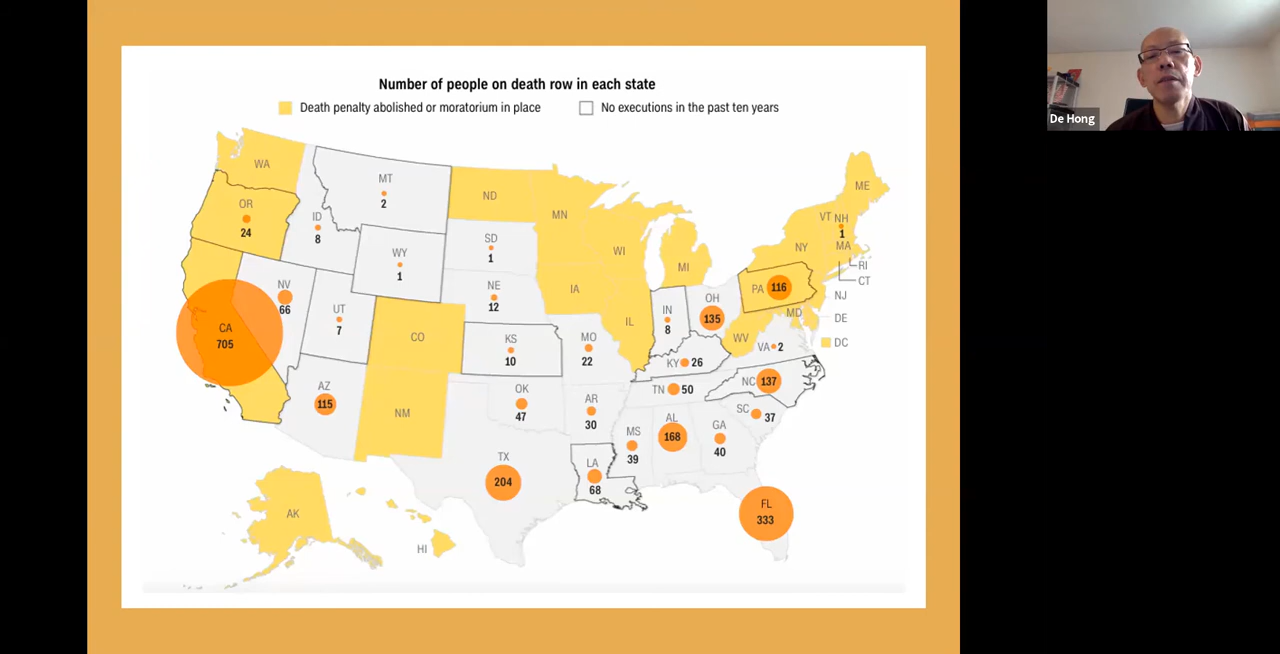 Number of people on death row in each state
Death penalty abolished or moratorium in place
No executions in the past ten years
De Hong
WA
MT
2
ND
ME
OR
24
ID
8
MN
VT NH
1
SD
1
WY
1
WI
NY
MA
RI
CT
MI
NV
66
NE
12
IA
PA 116
NJ
UT
7
OH
135
IN
8
MD
DE
CA
705
CO
IL
WV
DC
KS
10
MO
22
VA 2
KY 26
AZ
115
TN 50
NC 137
NM
OK
47
AR
30
SC 37
MS
39
AL
168
GA
40
TX
204
LA
68
AK
HI
FL
333